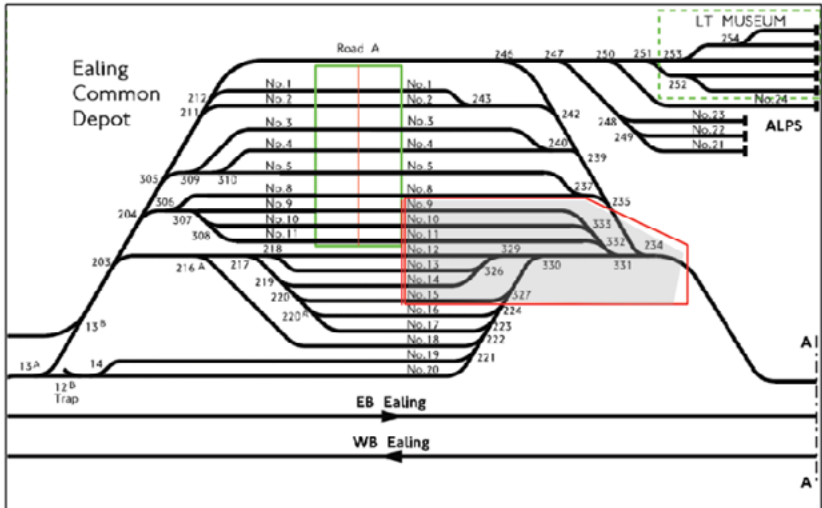 LT MUSEUM
Road A
246
247
250
251
253
254
252
No.24
Ealing
Common
Depot
212
211
No.1
No.1
No.2
No.2
243
242
248
No.23
ALPS
249
No.22
No.21
No.3
No.3
No.4
No.4
240
239
305
309
310
No.5
No.5
237
235
204
306
307
308
No.8
No.8
No.9
No.9
No.10
No.10
No.11
No.11
333
332
234
203
218
No.12
329
331
216 A
217
No.13
326
330
219
No.14
220
No.15
327
220A
No.16
224
No.17
223
No.18
222
13 B
No.19
221
13A
14
No.20
12 B
Trap
A
EB Ealing
WB Ealing
A